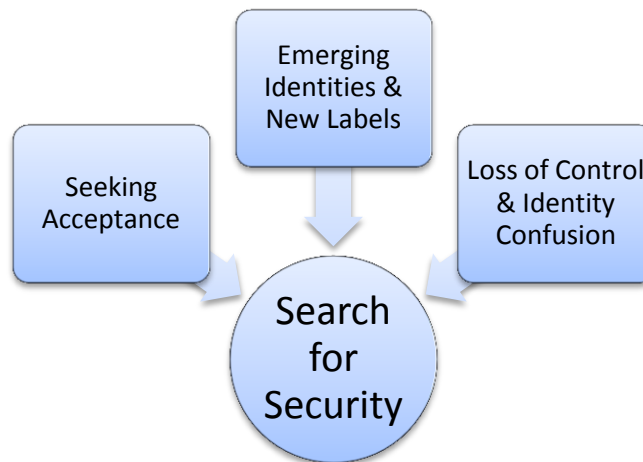 Emerging
Identities &
New Labels
Seeking
Acceptance
Loss of Control
& Identity
Confusion
Search
for
Security